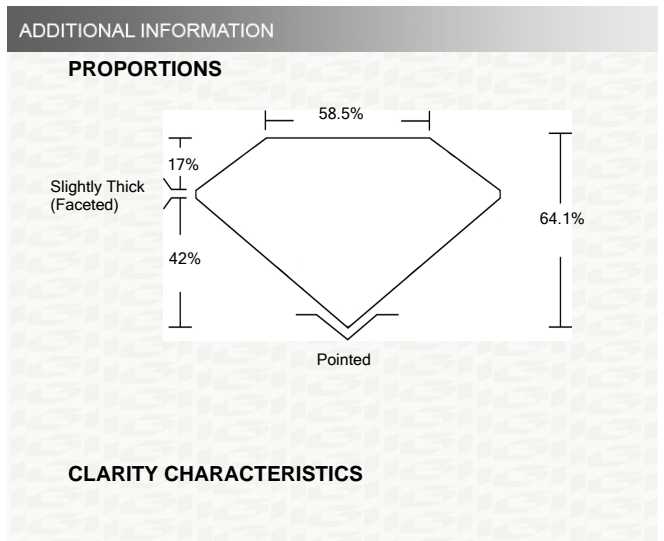 ADDITIONAL INFORMATION
PROPORTIONS
58.5%
17%
Slightly Thick
(Faceted)
64.1%
42%
Pointed
CLARITY CHARACTERISTICS